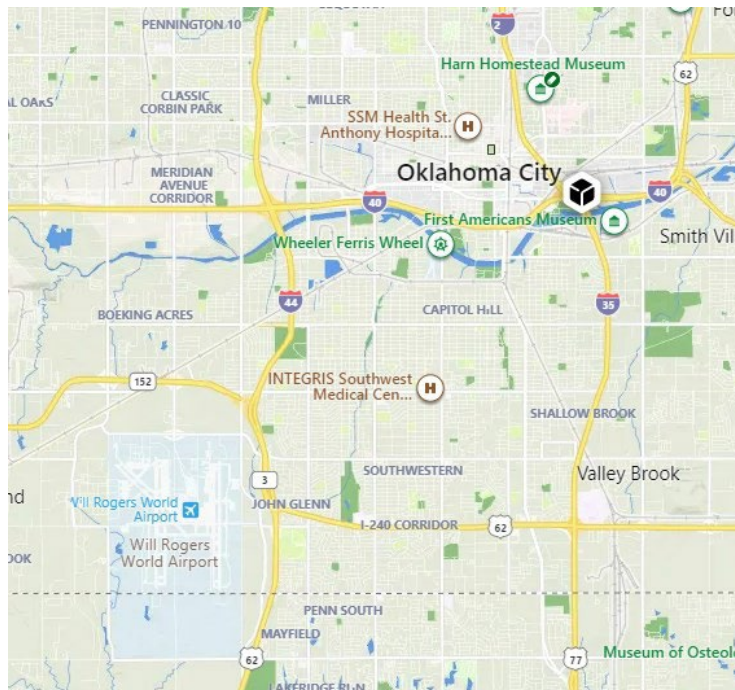 PENNINGTON 10
2
62
Harn Homestead Museum
CLASSIC
CORBIN PARK
MILLER
AL OAKS
SSM Health St.
Anthony Hospita...
H
MERIDIAN
AVENUE
CORRIDOR
Oklahoma City
40
40
First Americans Museum
Wheeler Ferris Wheel
Smith Vil
44
BOEKING ACRES
CAPITOL HILL
35
152
INTEGRIS Southwest
Medical Cen...
H
SHALLOW BROOK
SOUTHWESTERN
Valley Brook
3
nd
Will Rogers World
Airport
JOHN GLENN
I-240 CORRIDOR
62
Will Rogers
World Airport
OOK
PENN SOUTH
MAYFIELD
62
77
Museum of Osteolo
LAKERIDGE RUN